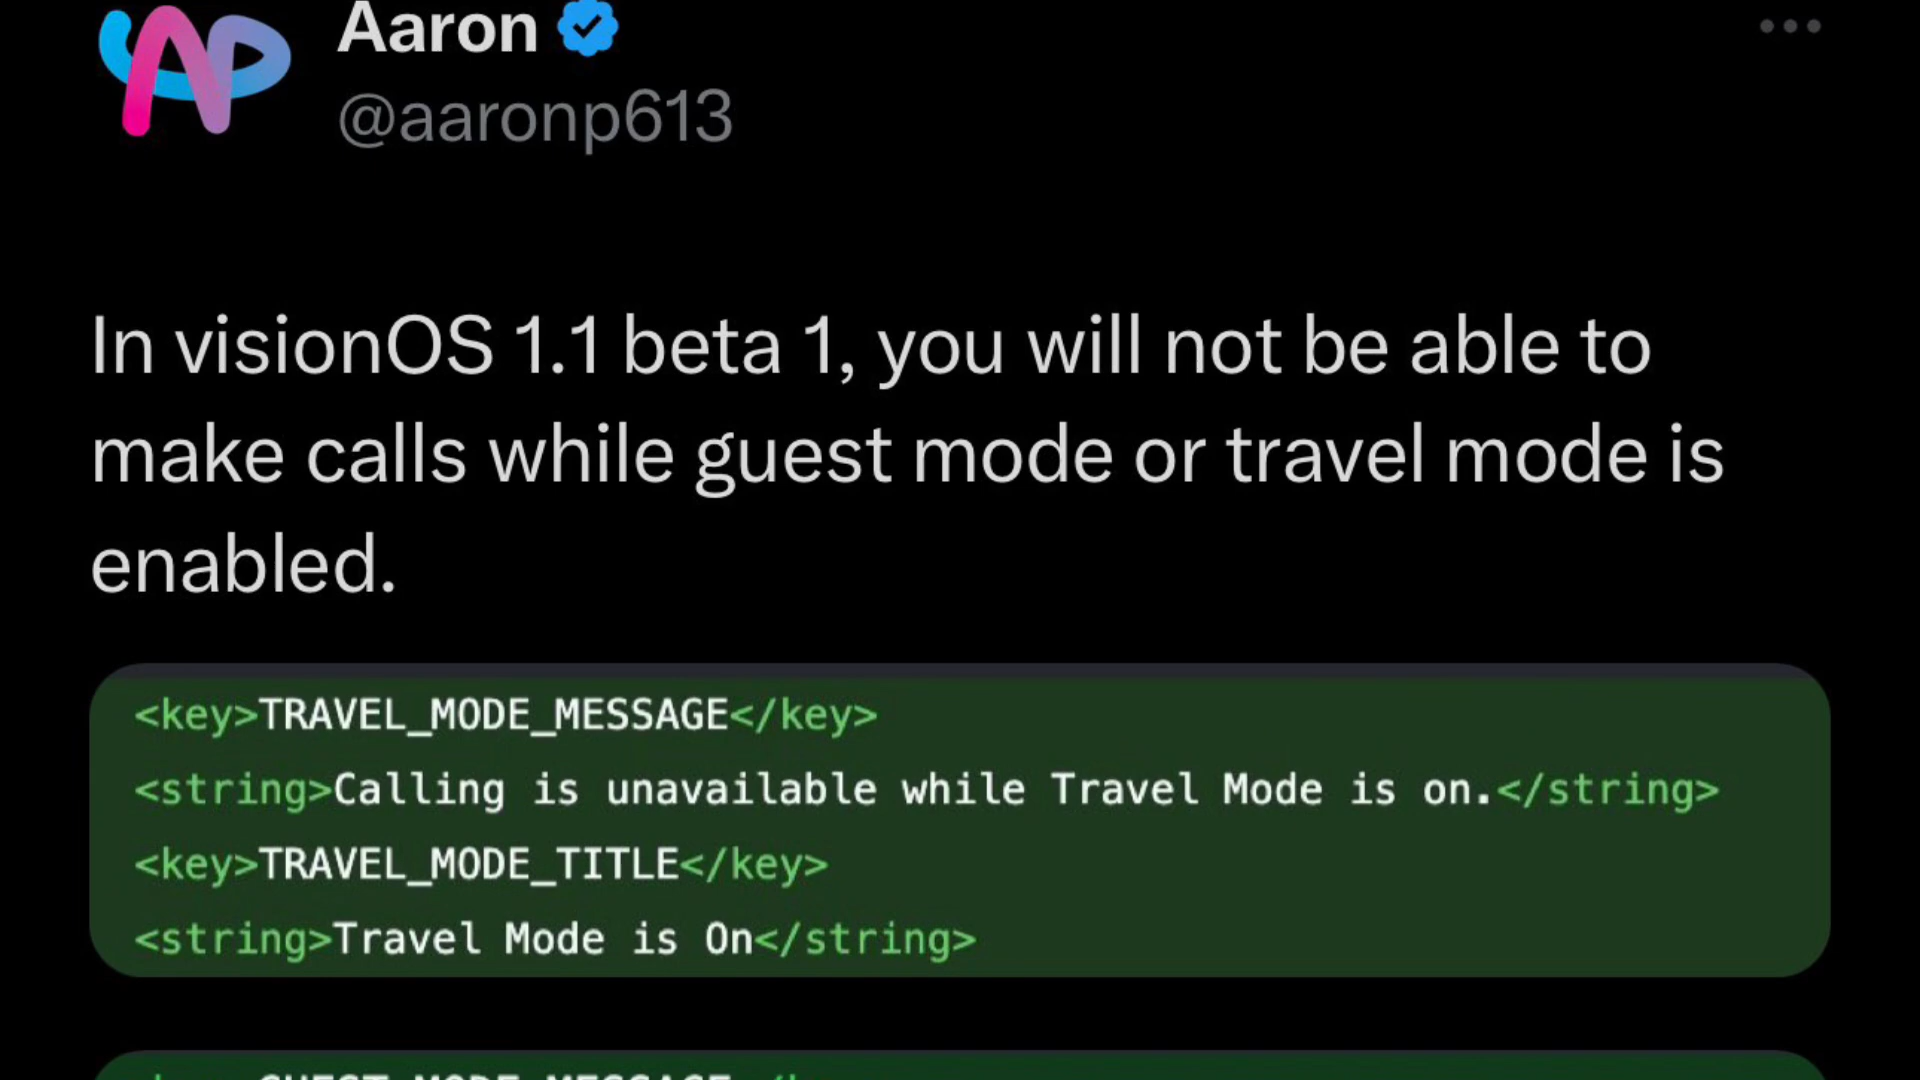 Aaron
@aaronp613
In visionOS 1.1 beta 1, you will not be able to
make calls while guest mode or travel mode is
enabled.
<key>TRAVEL_MODE_MESSAGE</key>
<string>Calling is unavailable while Travel Mode is on.</string>
<key>TRAVEL_MODE_TITLE</key>
<string>Travel Mode is On</string>
GUEST_MODE_MESSAGE